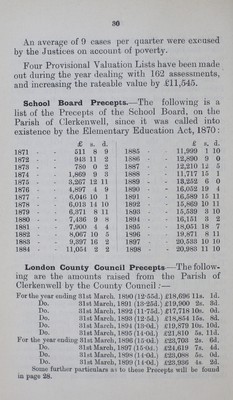 30
An average of 9 cases per quarter were excused
by the Justices on account of poverty.
Four Provisional Valuation Lists have been made
out during the year dealing with 162 assessments,
and increasing the rateable value by £11,545.
School Board Precepts.—The following is a
list of the Precepts of the School Board, on the
Parish of Clerkenwell, since it was called into
existence by the Elementary Education Act, 1870:
£ s. d. £ s. d.
1871 - - 511 8 9 1885 - - 11,999 1 10
1872 - - 943 11 2 1886 - - 12,890 9 0
1873 - - 780 0 2 1887 - - 12,210 12 5
1874 - - 1,869 9 3 1888 - - 11,717 15 1
1875 - - 3,267 12 11 1889 - - 13,252 6 0
1876 - - 4,897 4 9 1890 - - 16,052 19 4
1877 - - 6,046 10 1 1891 - - 16,589 15 11
1878 - - 6,013 14 10 1892 - - 15,869 10 11
1879 - - 6,371 8 11 1893 - - 15,539 3 10
1880 - - 7,436 9 8 1894 - - 16,151 2 8
1881 - - 7,900 4 4 1895 - - 18,051 18 7
1882 - - 8,067 10 5 1896 - - 19,871 8 11
1883 - - 9,397 16 2 1897 - - 20,533 10 10
1884 - - 11,054 2 2 1898 - - 20,983 11 10
London County Council Precepts—The follow-
ing are the amounts raised from the Parish of
Clerkenwell by the County Council:—
For the year ending 31st March, 1890 (12·55d.) £18,696 11s. 1d.
Do. 31st March, 1891 (13·25d.) £19,900 2s. 3d.
Do. 31st March, 1892 (11·75d.) £17,718 10s. 0d.
Do. 31st March, 1893 (12·5d.) £18,854 15s. 8d.
Do. 31st March, 1894 (13·0d.) £19,879 10s. 10d.
Do. 31st March, 1895 (14·0d.) £21,810 5s. 11d.
For the year ending 31st March, 1896 (15·0d.) £23,703 2s. 6d.
Do. 31st March, 1897 (15·0d.) £23,619 7s. 4d.
Do. 31st March, 1898 (14·0d.) £20,088 5s. 0d.
Do. 31st March, 1899 (14·0d.) £23,936 4s. 2d.
Some further particulars as to these Precepts will be found
in page 28.